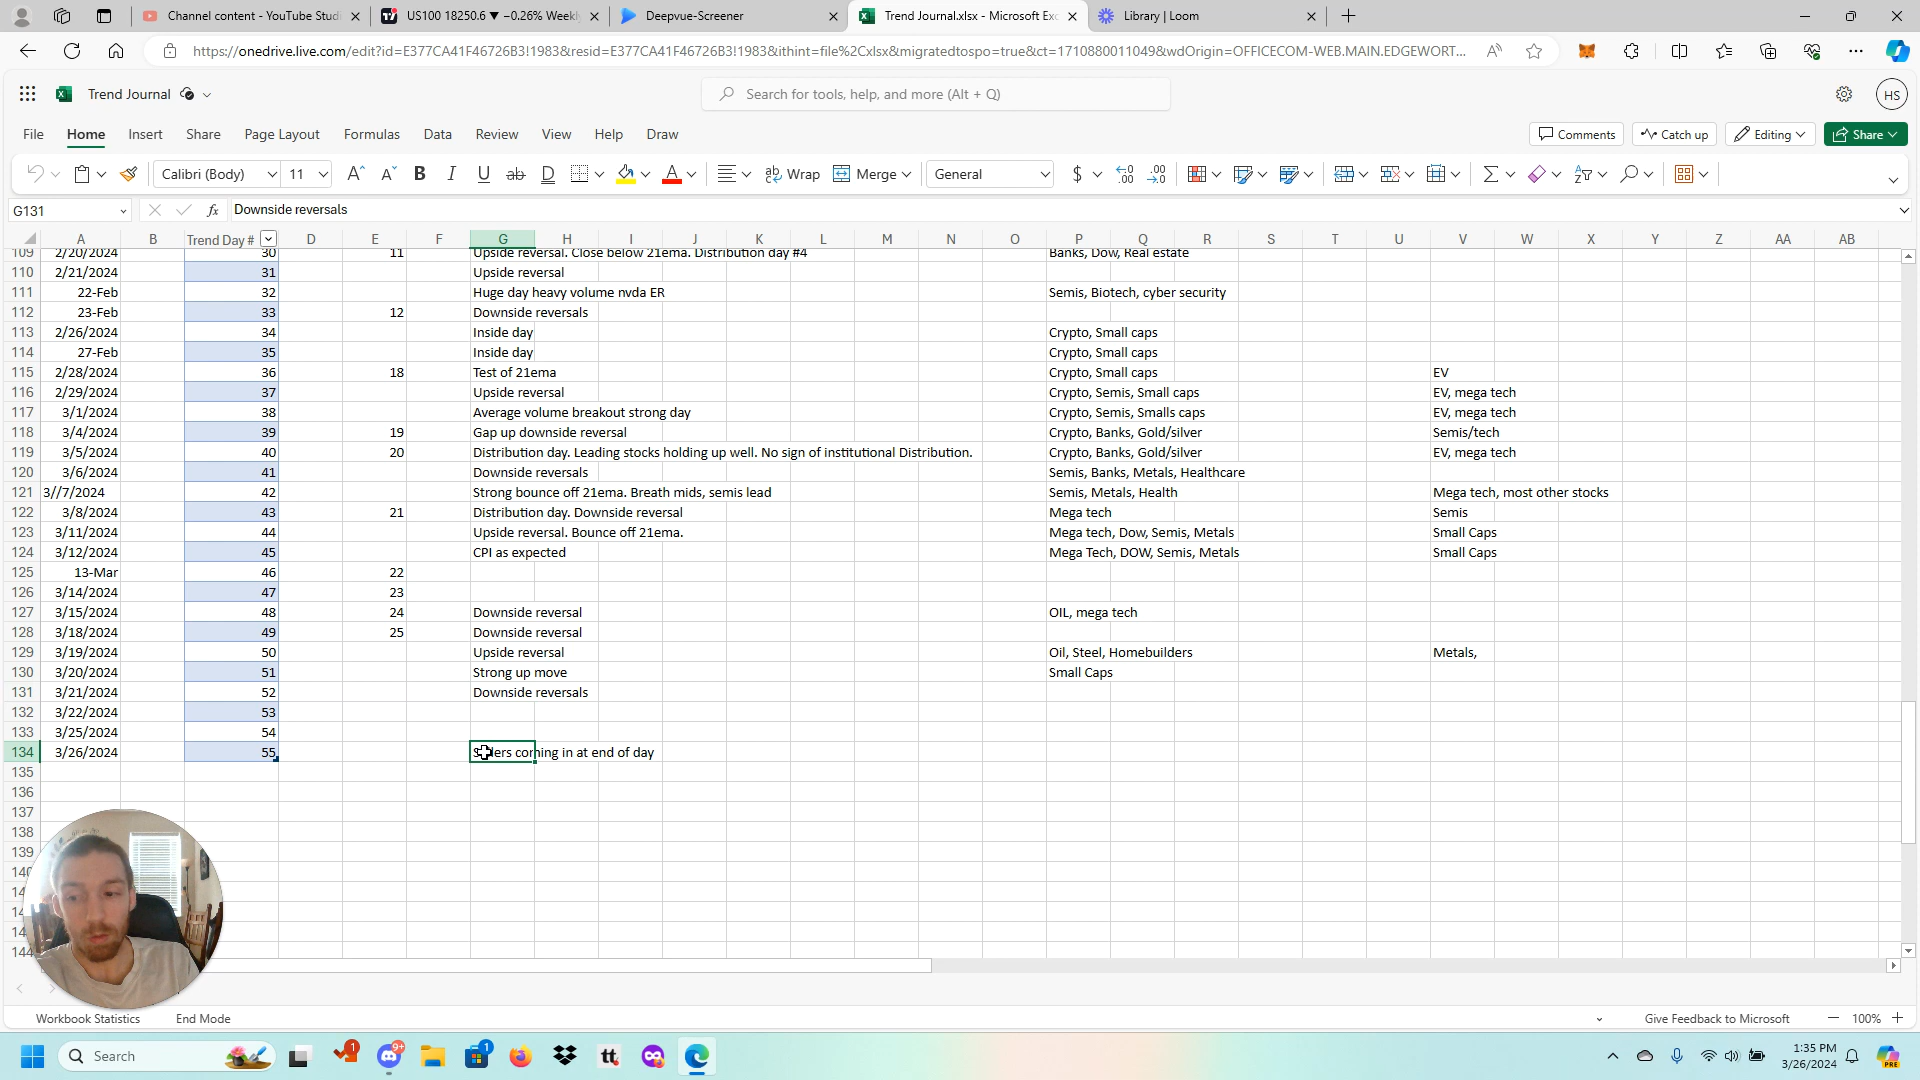 Channel content - YouTube Studi
US100 18250.6 ▼ −0.26% Weekl
Deepvue-Screener
Trend Journal.xlsx - Microsoft Exc
Library | Loom
https://onedrive.live.com/edit?id=E377CA41F46726B3!1983&resid=E377CA41F46726B3!1983&ithint=file%2Cxlsx&migratedtospo=true&ct=1710880011049&wdOrigin=OFFICECOM-WEB.MAIN.EDGEWORT...
Trend Journal
Search for tools, help, and more (Alt + Q)
HS
File Home Insert Share Page Layout Formulas Data Review View Help Draw
Comments Catch up Editing Share
Calibri (Body) 11 B I U ab D A Wrap Merge General $
G131 fx Downside reversals
A B Trend Day # D E F G H I J K L M N O P Q R S T U V W X Y Z AA AB
109 2/20/2024 30 11 Upside reversal. Close below 21ema. Distribution day #4 Banks, Dow, Real estate
110 2/21/2024 31 Upside reversal
111 22-Feb 32 Huge day heavy volume nvda ER Semis, Biotech, cyber security
112 23-Feb 33 12 Downside reversals
113 2/26/2024 34 Inside day Crypto, Small caps
114 27-Feb 35 Inside day Crypto, Small caps
115 2/28/2024 36 18 Test of 21ema Crypto, Small caps EV
116 2/29/2024 37 Upside reversal Crypto, Semis, Small caps EV, mega tech
117 3/1/2024 38 Average volume breakout strong day Crypto, Semis, Smalls caps EV, mega tech
118 3/4/2024 39 19 Gap up downside reversal Crypto, Banks, Gold/silver Semis/tech
119 3/5/2024 40 20 Distribution day. Leading stocks holding up well. No sign of institutional Distribution. Crypto, Banks, Gold/silver EV, mega tech
120 3/6/2024 41 Downside reversals Semis, Banks, Metals, Healthcare
121 3//7/2024 42 Strong bounce off 21ema. Breath mids, semis lead Semis, Metals, Health Mega tech, most other stocks
122 3/8/2024 43 21 Distribution day. Downside reversal Mega tech Semis
123 3/11/2024 44 Upside reversal. Bounce off 21ema. Mega tech, Dow, Semis, Metals Small Caps
124 3/12/2024 45 CPI as expected Mega Tech, DOW, Semis, Metals Small Caps
125 13-Mar 46 22
126 3/14/2024 47 23
127 3/15/2024 48 24 Downside reversal OIL, mega tech
128 3/18/2024 49 25 Downside reversal
129 3/19/2024 50 Upside reversal Oil, Steel, Homebuilders Metals,
130 3/20/2024 51 Strong up move Small Caps
131 3/21/2024 52 Downside reversals
132 3/22/2024 53
133 3/25/2024 54
134 3/26/2024 55 coming in at end of day
135
136
137
138
139
144
Workbook Statistics End Mode Give Feedback to Microsoft 100%
Search 1 9+ 1 tt 1:35 PM
3/26/2024 PRE